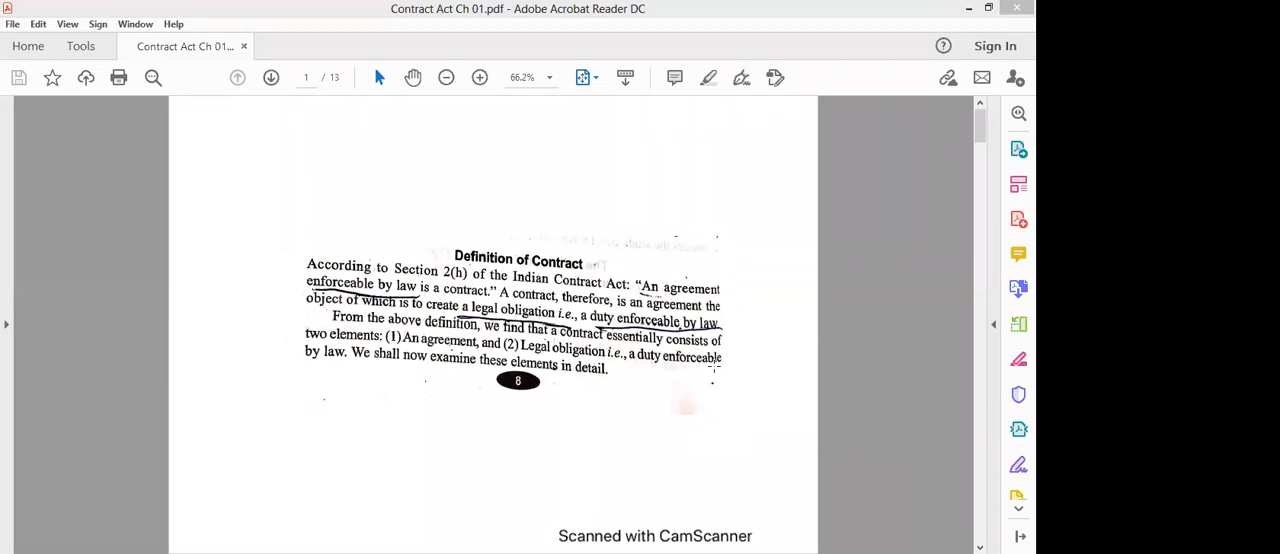 Contract Act Ch 01.pdf - Adobe Acrobat Reader DC
File Edit View Sign Window Help
Home Tools Contract Act Ch 01... × Sign In
1 / 13 66.2%
Definition of Contract
According to Section 2(h) of the Indian Contract Act: “An agreement
enforceable by law is a contract.” A contract, therefore, is an agreement the
object of which is to create a legal obligation i.e., a duty enforceable by law.
From the above definition, we find that a contract essentially consists of
two elements: (1) An agreement, and (2) Legal obligation i.e., a duty enforceable
by law. We shall now examine these elements in detail.
8
Scanned with CamScanner